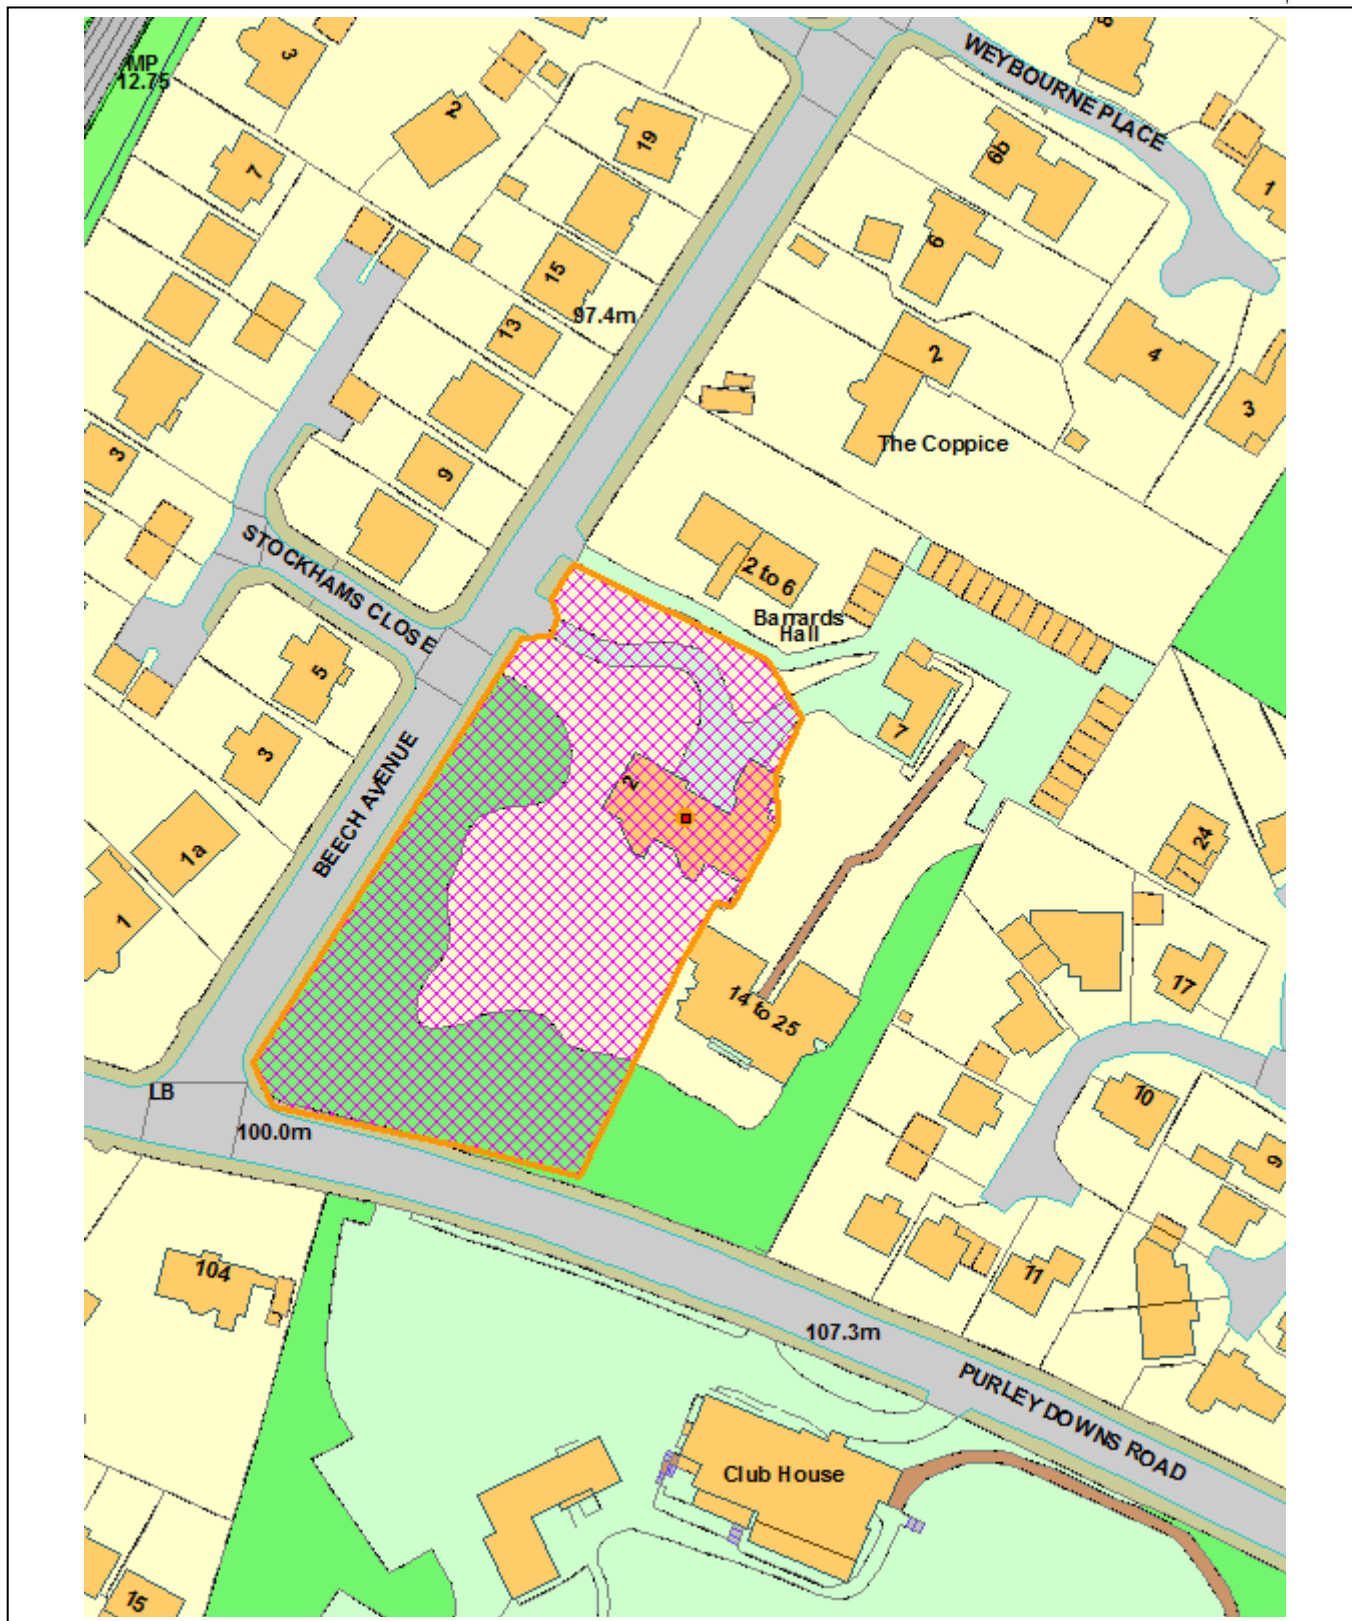 8
WEYBOURNE PLACE
3
MP
12.75
2
19
6b
1
7
6
15
97.4m
13
2
4
3
The Coppice
3
9
STOCKHAMS CLOSE
2 to 6
Barrards
Hall
5
7
3
2
BEECH AVENUE
24
1a
1
17
14 to 25
LB
10
100.0m
9
104
11
107.3m
PURLEY DOWNS ROAD
Club House
15